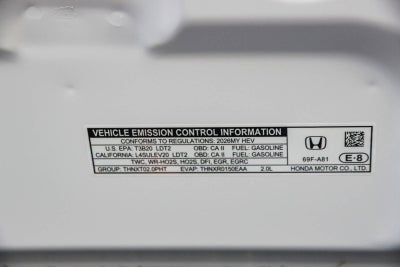 VEHICLE EMISSION CONTROL INFORMATION
CONFORMS TO REGULATIONS: 2026MY HEV
U.S. EPA: T3B20 LDT2 OBD: CA II FUEL: GASOLINE
CALIFORNIA: L4SULEV20 LDT2 OBD: CA II FUEL: GASOLINE
TWC, WR-HO2S, HO2S, DFI, EGR, EGRC
GROUP: THNXT02.0PHT EVAP: THNXR0150EAA 2.0L
HONDA
69F-A81 E-8
HONDA MOTOR CO., LTD.